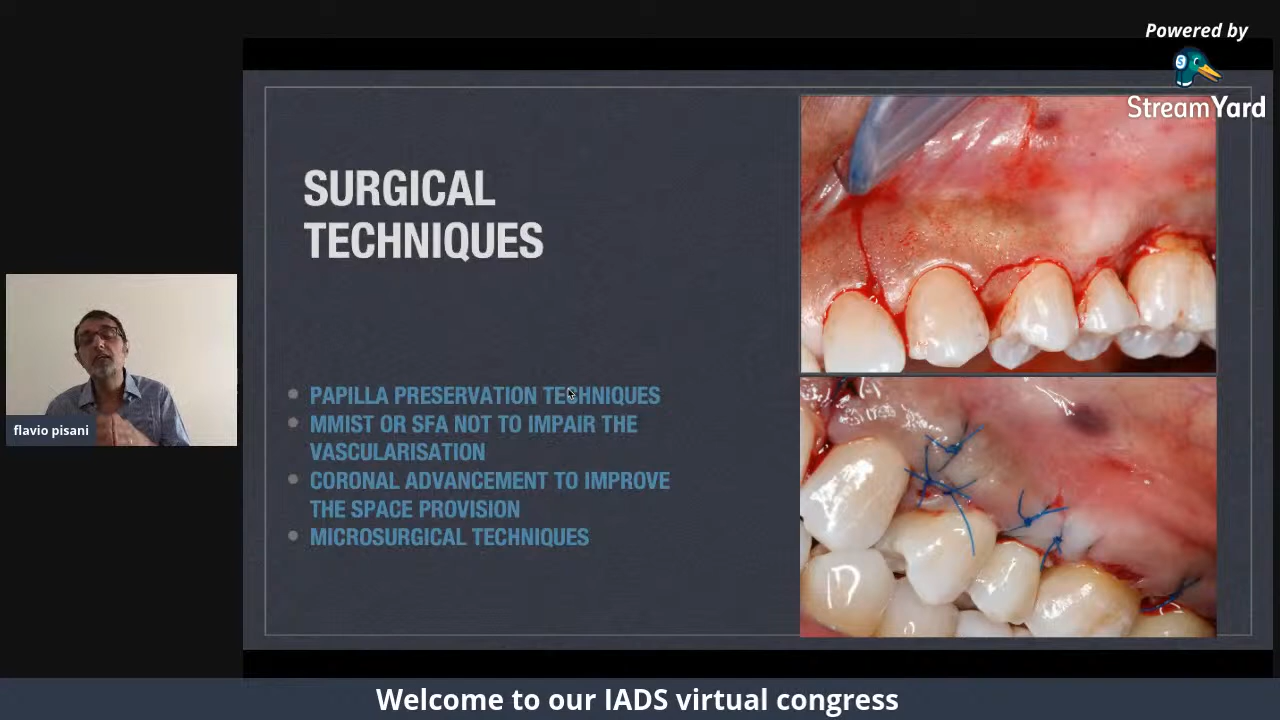 Powered by
S
StreamYard
SURGICAL
TECHNIQUES
PAPILLA PRESERVATION TECHNIQUES
MMIST OR SFA NOT TO IMPAIR THE
VASCULARISATION
CORONAL ADVANCEMENT TO IMPROVE
THE SPACE PROVISION
MICROSURGICAL TECHNIQUES
flavio pisani
Welcome to our IADS virtual congress